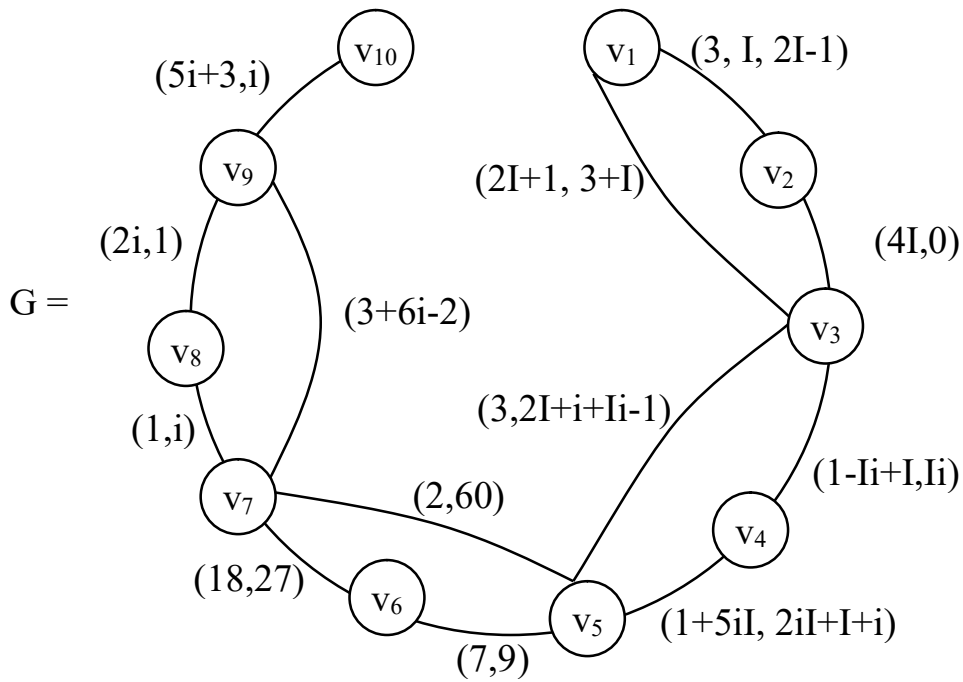 v10
v1
(3, I, 2I-1)
(5i+3,i)
v9
v2
(2I+1, 3+I)
(2i,1)
(4I,0)
G =
(3+6i-2)
v3
v8
(3,2I+i+Ii-1)
(1,i)
(1-Ii+I,Ii)
v7
(2,60)
v4
(18,27)
v6
v5
(1+5iI, 2iI+I+i)
(7,9)